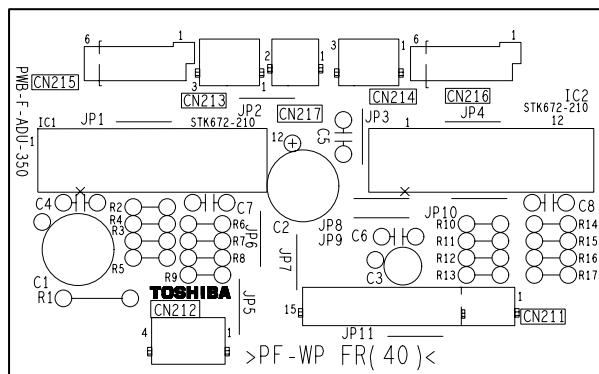 6
1
3
1
2
1
3
1
6
1
CN215
CN213
CN217
CN214
CN216
PWB-F-ADU-350
IC1
1
JP1
JP2
STK672-210
12
C5
JP3
1
JP4
IC2
STK672-210
12
C4
R2
R4
R3
R5
C7
R6
R7
R8
R9
JP6
C2
JP7
JP8
JP9
C6
C3
JP10
R10
R11
R12
R13
C8
R14
R15
R16
R17
C1
R1
TOSHIBA
CN212
4
1
JP5
15
1
CN211
JP11
>PF-WP FR(40)<